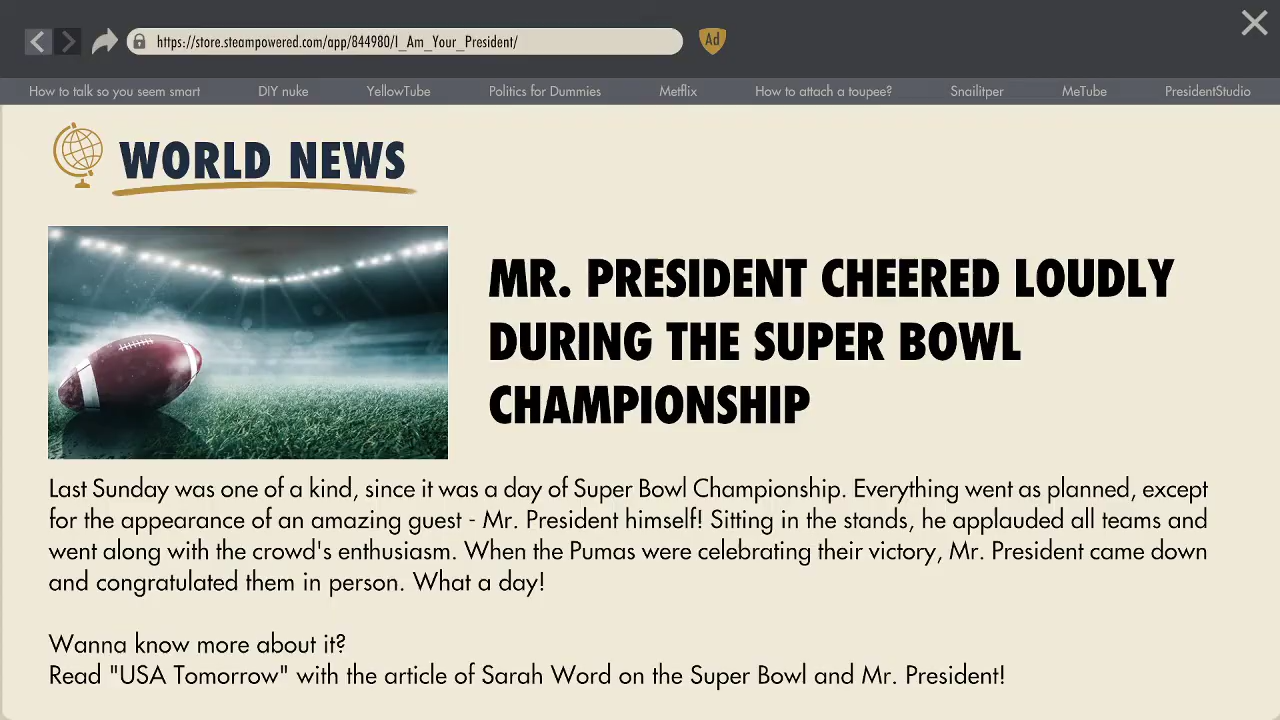 https://store.steampowered.com/app/844980/I_Am_Your_President/
Ad
How to talk so you seem smart
DIY nuke
YellowTube
Politics for Dummies
Metflix
How to attach a toupee?
Snailitper
MeTube
PresidentStudio
WORLD NEWS
MR. PRESIDENT CHEERED LOUDLY
DURING THE SUPER BOWL
CHAMPIONSHIP
Last Sunday was one of a kind, since it was a day of Super Bowl Championship. Everything went as planned, except
for the appearance of an amazing guest - Mr. President himself! Sitting in the stands, he applauded all teams and
went along with the crowd's enthusiasm. When the Pumas were celebrating their victory, Mr. President came down
and congratulated them in person. What a day!
Wanna know more about it?
Read "USA Tomorrow" with the article of Sarah Word on the Super Bowl and Mr. President!